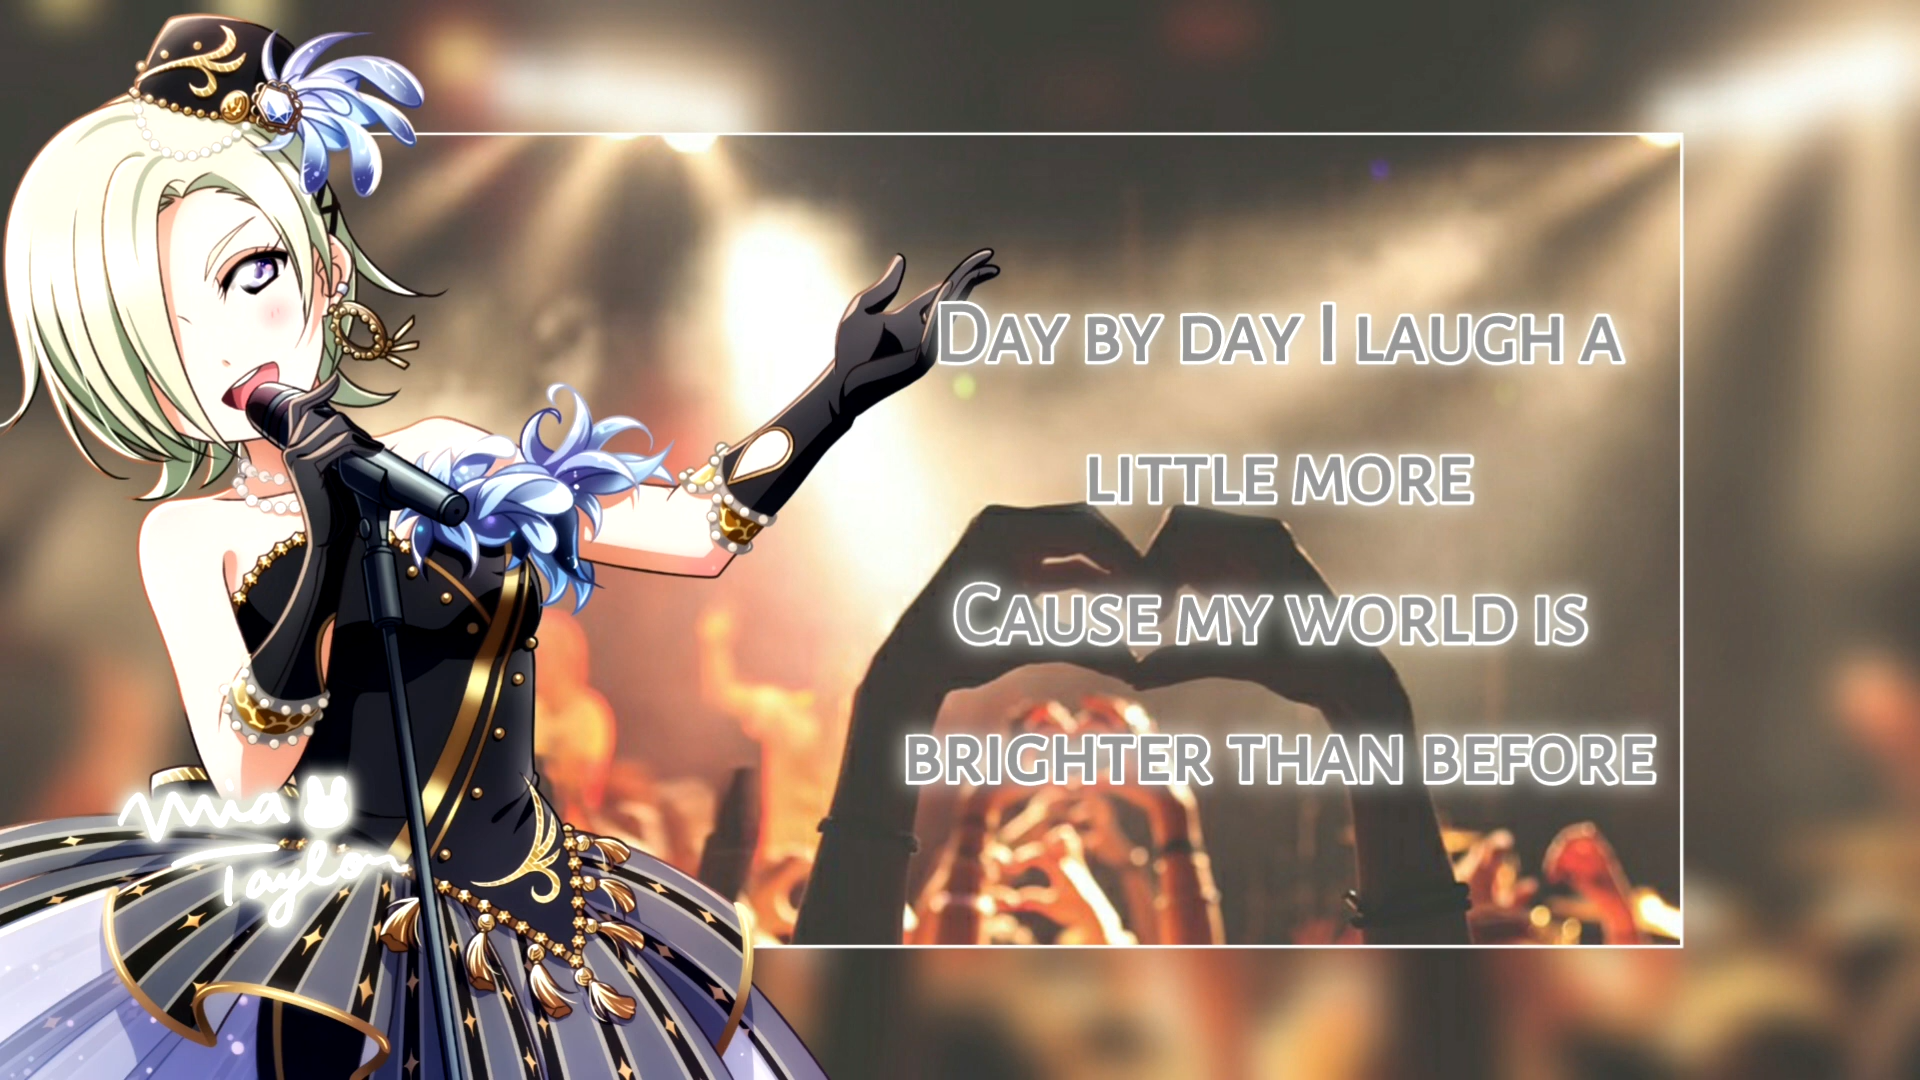 Day by day I laugh a
little more
Cause my world is
brighter than before
mia
Taylor